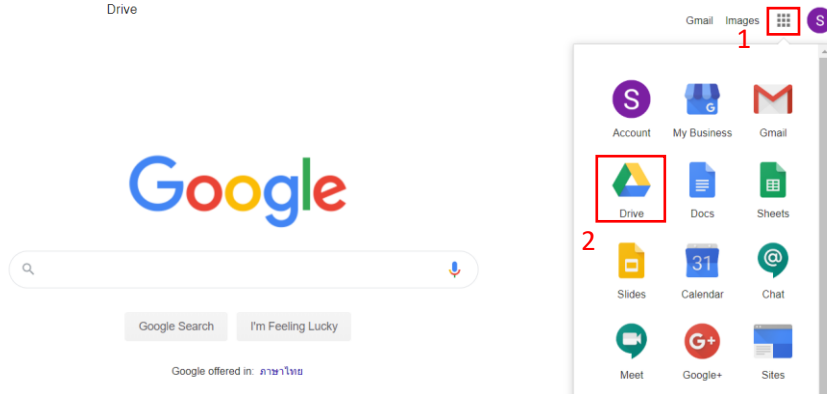 Drive
Gmail Images S
1
S
G
Account My Business Gmail
Drive Docs Sheets
2
31 @
Slides Calendar Chat
G+
Meet Google+ Sites
Google
Google Search I'm Feeling Lucky
Google offered in: ภาษาไทย